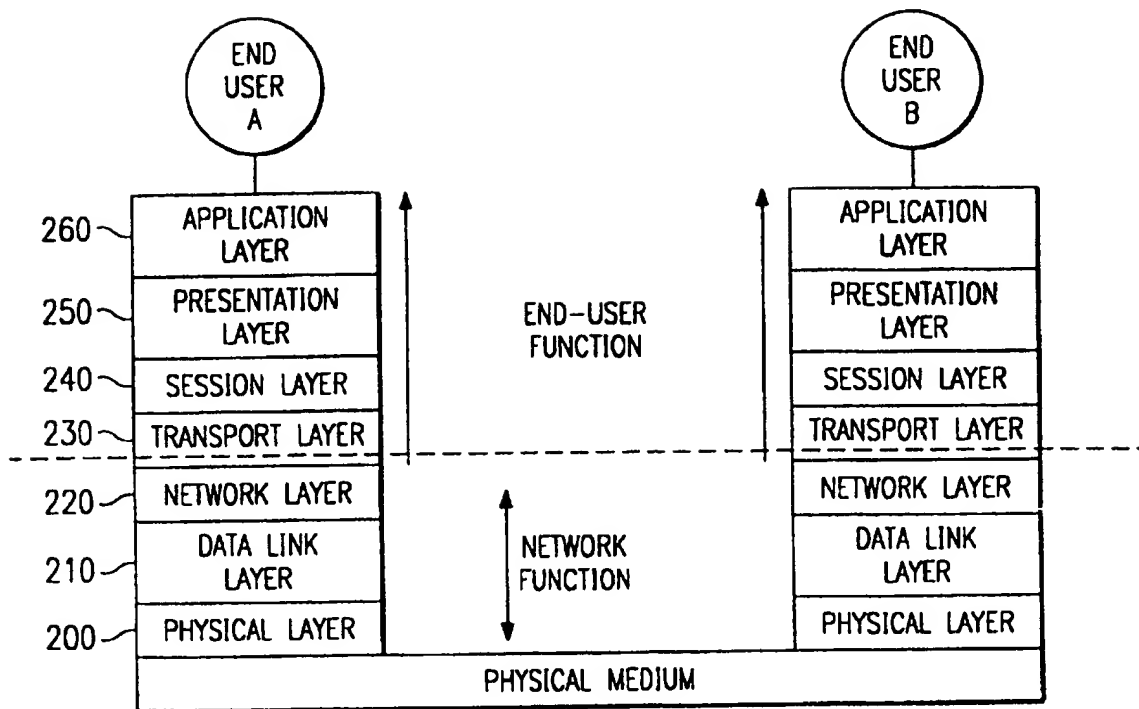 END
USER
A
END
USER
B
260
APPLICATION
LAYER
250
PRESENTATION
LAYER
240
SESSION LAYER
230
TRANSPORT LAYER
220
NETWORK LAYER
210
DATA LINK
LAYER
200
PHYSICAL LAYER
END-USER
FUNCTION
NETWORK
FUNCTION
APPLICATION
LAYER
PRESENTATION
LAYER
SESSION LAYER
TRANSPORT LAYER
NETWORK LAYER
DATA LINK
LAYER
PHYSICAL LAYER
PHYSICAL MEDIUM